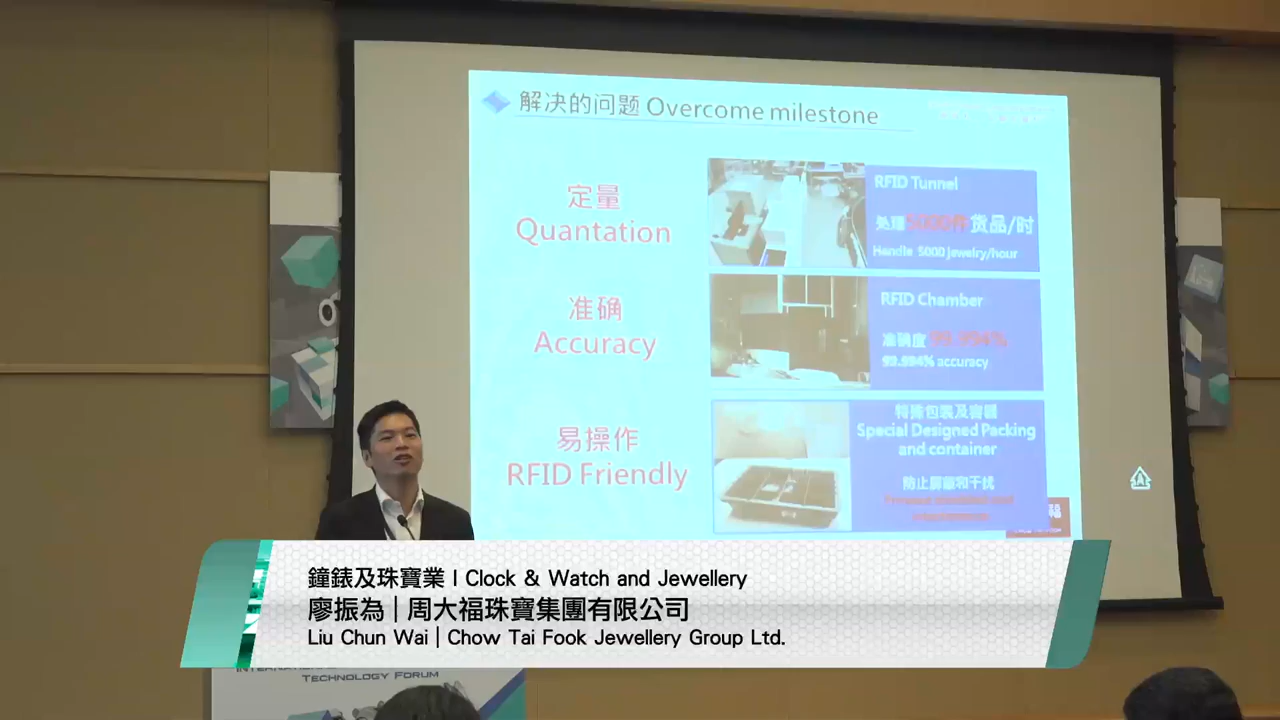 解决的问题 Overcome milestone
定量
Quantation
RFID Tunnel
处理5000件货品/时
Handle 5000 jewelry/hour
准确
Accuracy
RFID Chamber
准确度 99.994%
99.994% accuracy
易操作
RFID Friendly
特殊包装及容器
Special Designed Packing
and container
防止屏蔽和干扰
福
鐘錶及珠寶業 | Clock & Watch and Jewellery
廖振為 | 周大福珠寶集團有限公司
Liu Chun Wai | Chow Tai Fook Jewellery Group Ltd.
TECHNOLOGY FORUM